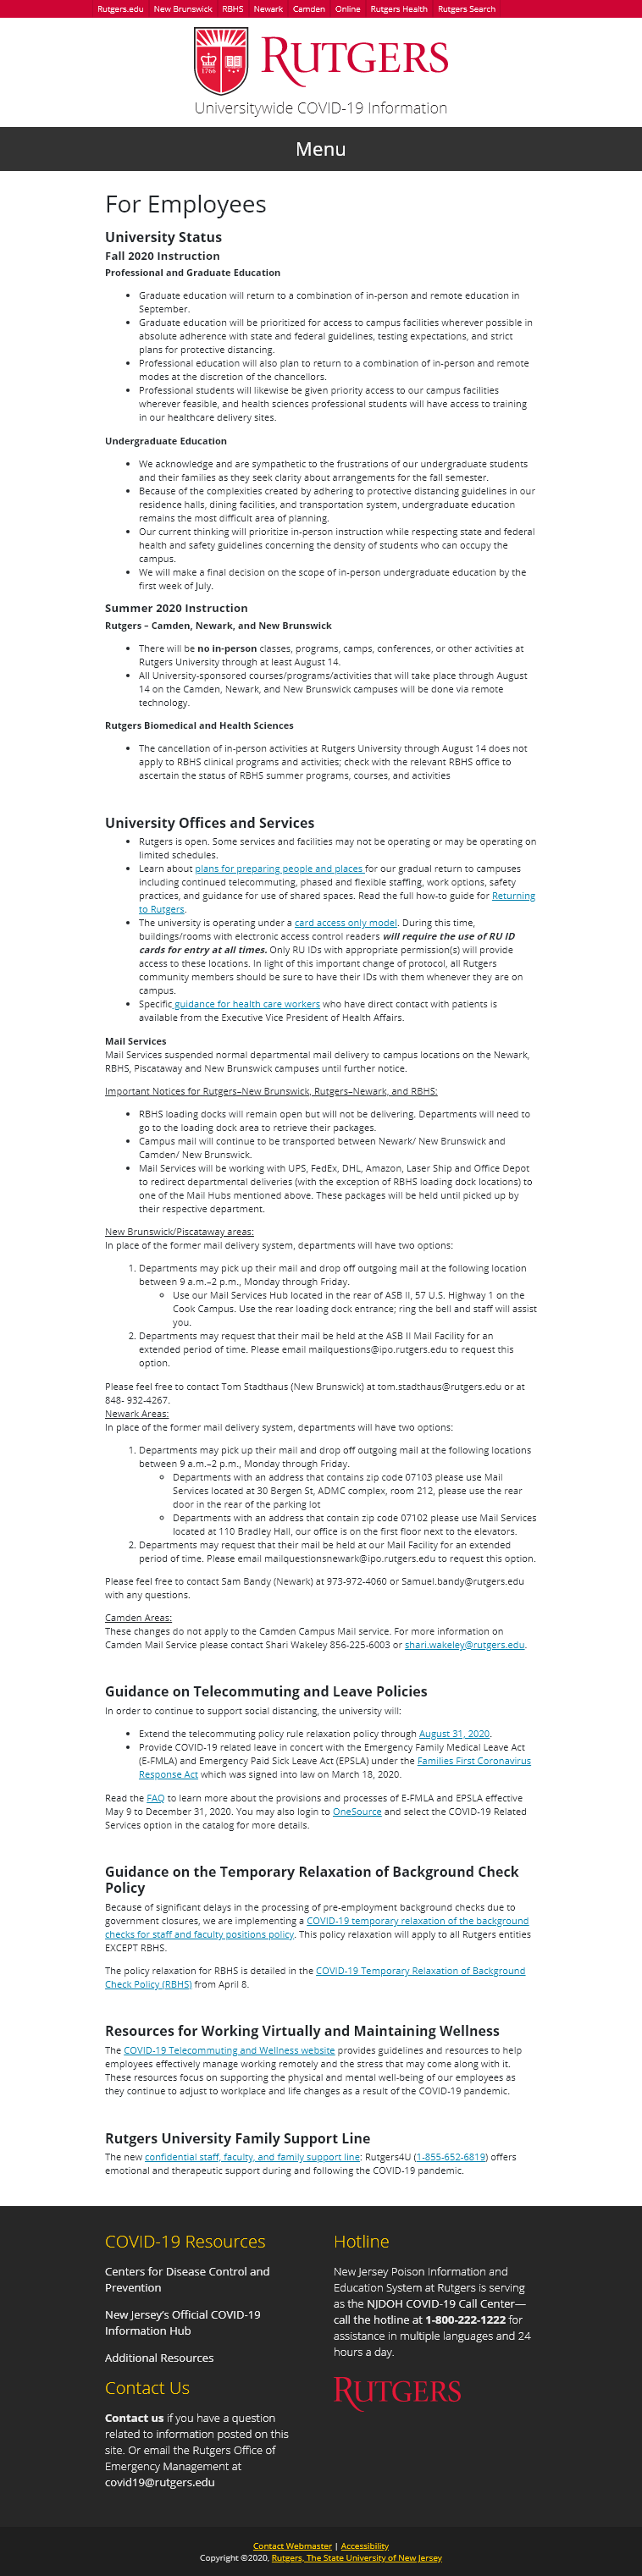 Rutgers.edu New Brunswick RBHS Newark Camden Online Rutgers Health Rutgers Search
1766
RUTGERS
Universitywide COVID-19 Information
Menu
For Employees
University Status
Fall 2020 Instruction
Professional and Graduate Education
• Graduate education will return to a combination of in-person and remote education in
September.
• Graduate education will be prioritized for access to campus facilities wherever possible in
absolute adherence with state and federal guidelines, testing expectations, and strict
plans for protective distancing.
• Professional education will also plan to return to a combination of in-person and remote
modes at the discretion of the chancellors.
• Professional students will likewise be given priority access to our campus facilities
wherever feasible, and health sciences professional students will have access to training
in our healthcare delivery sites.
Undergraduate Education
• We acknowledge and are sympathetic to the frustrations of our undergraduate students
and their families as they seek clarity about arrangements for the fall semester.
• Because of the complexities created by adhering to protective distancing guidelines in our
residence halls, dining facilities, and transportation system, undergraduate education
remains the most difficult area of planning.
• Our current thinking will prioritize in-person instruction while respecting state and federal
health and safety guidelines concerning the density of students who can occupy the
campus.
• We will make a final decision on the scope of in-person undergraduate education by the
first week of July.
Summer 2020 Instruction
Rutgers – Camden, Newark, and New Brunswick
• There will be no in-person classes, programs, camps, conferences, or other activities at
Rutgers University through at least August 14.
• All University-sponsored courses/programs/activities that will take place through August
14 on the Camden, Newark, and New Brunswick campuses will be done via remote
technology.
Rutgers Biomedical and Health Sciences
• The cancellation of in-person activities at Rutgers University through August 14 does not
apply to RBHS clinical programs and activities; check with the relevant RBHS office to
ascertain the status of RBHS summer programs, courses, and activities
University Offices and Services
• Rutgers is open. Some services and facilities may not be operating or may be operating on
limited schedules.
• Learn about plans for preparing people and places for our gradual return to campuses
including continued telecommuting, phased and flexible staffing, work options, safety
practices, and guidance for use of shared spaces. Read the full how-to guide for Returning
to Rutgers.
• The university is operating under a card access only model. During this time,
buildings/rooms with electronic access control readers will require the use of RU ID
cards for entry at all times. Only RU IDs with appropriate permission(s) will provide
access to these locations. In light of this important change of protocol, all Rutgers
community members should be sure to have their IDs with them whenever they are on
campus.
• Specific guidance for health care workers who have direct contact with patients is
available from the Executive Vice President of Health Affairs.
Mail Services
Mail Services suspended normal departmental mail delivery to campus locations on the Newark,
RBHS, Piscataway and New Brunswick campuses until further notice.
Important Notices for Rutgers–New Brunswick, Rutgers–Newark, and RBHS:
• RBHS loading docks will remain open but will not be delivering. Departments will need to
go to the loading dock area to retrieve their packages.
• Campus mail will continue to be transported between Newark/ New Brunswick and
Camden/ New Brunswick.
• Mail Services will be working with UPS, FedEx, DHL, Amazon, Laser Ship and Office Depot
to redirect departmental deliveries (with the exception of RBHS loading dock locations) to
one of the Mail Hubs mentioned above. These packages will be held until picked up by
their respective department.
New Brunswick/Piscataway areas:
In place of the former mail delivery system, departments will have two options:
1. Departments may pick up their mail and drop off outgoing mail at the following location
between 9 a.m.–2 p.m., Monday through Friday.
◦ Use our Mail Services Hub located in the rear of ASB II, 57 U.S. Highway 1 on the
Cook Campus. Use the rear loading dock entrance; ring the bell and staff will assist
you.
2. Departments may request that their mail be held at the ASB II Mail Facility for an
extended period of time. Please email mailquestions@ipo.rutgers.edu to request this
option.
Please feel free to contact Tom Stadthaus (New Brunswick) at tom.stadthaus@rutgers.edu or at
848- 932-4267.
Newark Areas:
In place of the former mail delivery system, departments will have two options:
1. Departments may pick up their mail and drop off outgoing mail at the following locations
between 9 a.m.–2 p.m., Monday through Friday.
◦ Departments with an address that contains zip code 07103 please use Mail
Services located at 30 Bergen St, ADMC complex, room 212, please use the rear
door in the rear of the parking lot
◦ Departments with an address that contain zip code 07102 please use Mail Services
located at 110 Bradley Hall, our office is on the first floor next to the elevators.
2. Departments may request that their mail be held at our Mail Facility for an extended
period of time. Please email mailquestionsnewark@ipo.rutgers.edu to request this option.
Please feel free to contact Sam Bandy (Newark) at 973-972-4060 or Samuel.bandy@rutgers.edu
with any questions.
Camden Areas:
These changes do not apply to the Camden Campus Mail service. For more information on
Camden Mail Service please contact Shari Wakeley 856-225-6003 or shari.wakeley@rutgers.edu.
Guidance on Telecommuting and Leave Policies
In order to continue to support social distancing, the university will:
• Extend the telecommuting policy rule relaxation policy through August 31, 2020.
• Provide COVID-19 related leave in concert with the Emergency Family Medical Leave Act
(E-FMLA) and Emergency Paid Sick Leave Act (EPSLA) under the Families First Coronavirus
Response Act which was signed into law on March 18, 2020.
Read the FAQ to learn more about the provisions and processes of E-FMLA and EPSLA effective
May 9 to December 31, 2020. You may also login to OneSource and select the COVID-19 Related
Services option in the catalog for more details.
Guidance on the Temporary Relaxation of Background Check
Policy
Because of significant delays in the processing of pre-employment background checks due to
government closures, we are implementing a COVID-19 temporary relaxation of the background
checks for staff and faculty positions policy. This policy relaxation will apply to all Rutgers entities
EXCEPT RBHS.
The policy relaxation for RBHS is detailed in the COVID-19 Temporary Relaxation of Background
Check Policy (RBHS) from April 8.
Resources for Working Virtually and Maintaining Wellness
The COVID-19 Telecommuting and Wellness website provides guidelines and resources to help
employees effectively manage working remotely and the stress that may come along with it.
These resources focus on supporting the physical and mental well-being of our employees as
they continue to adjust to workplace and life changes as a result of the COVID-19 pandemic.
Rutgers University Family Support Line
The new confidential staff, faculty, and family support line: Rutgers4U (1-855-652-6819) offers
emotional and therapeutic support during and following the COVID-19 pandemic.
COVID-19 Resources
Centers for Disease Control and
Prevention
New Jersey's Official COVID-19
Information Hub
Additional Resources
Contact Us
Contact us if you have a question
related to information posted on this
site. Or email the Rutgers Office of
Emergency Management at
covid19@rutgers.edu
Hotline
New Jersey Poison Information and
Education System at Rutgers is serving
as the NJDOH COVID-19 Call Center—
call the hotline at 1-800-222-1222 for
assistance in multiple languages and 24
hours a day.
RUTGERS
Contact Webmaster | Accessibility
Copyright ©2020, Rutgers, The State University of New Jersey